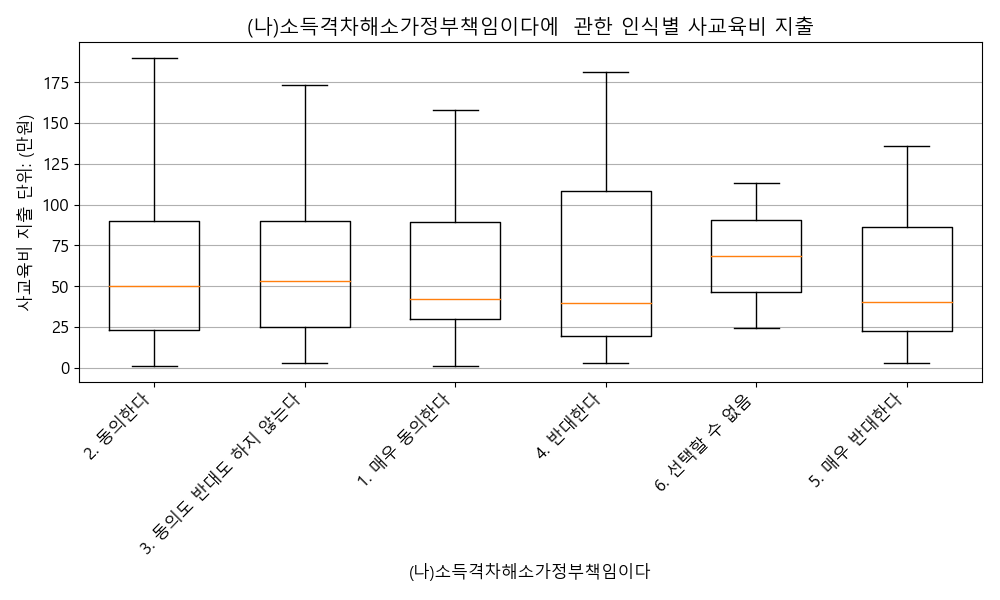 (나)소득격차해소가정부책임이다에 관한 인식별 사교육비 지출
사교육비 지출 단위: (만원)
175
150
125
100
75
50
25
0
2. 동의한다
3. 동의도 반대도 하지 않는다
1. 매우 동의한다
4. 반대한다
6. 선택할 수 없음
5. 매우 반대한다
(나)소득격차해소가정부책임이다